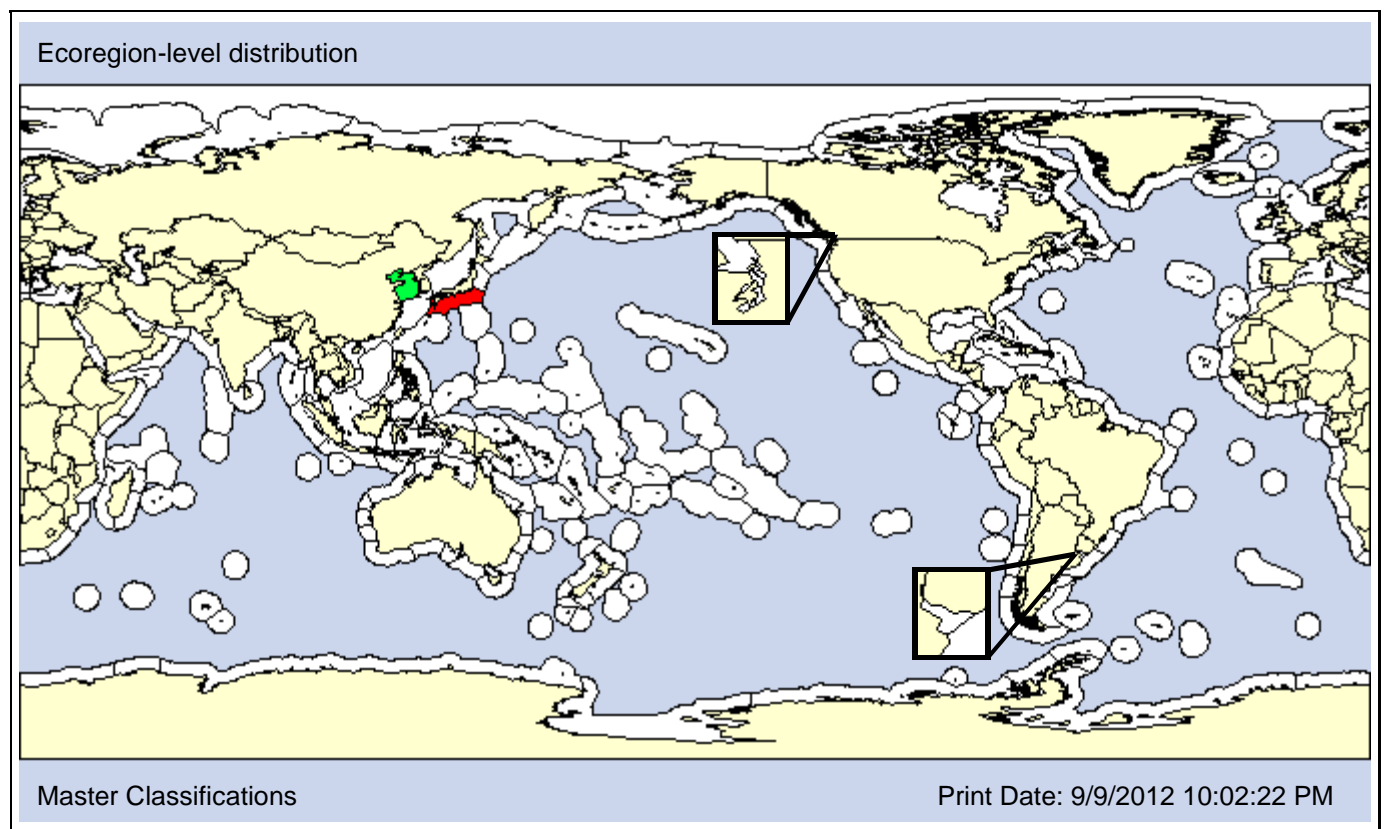 Ecoregion-level distribution
Master Classifications
Print Date: 9/9/2012 10:02:22 PM